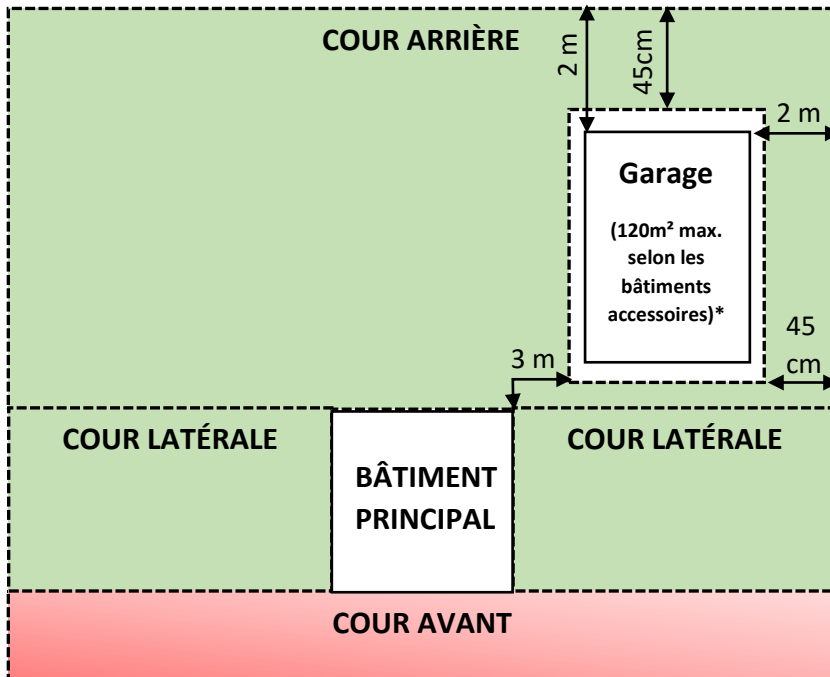 COUR ARRIÈRE
2 m
45cm
2 m
Garage
(120m² max.
selon les
bâtiments
accessoires)*
45
cm
3 m
COUR LATÉRALE
COUR LATÉRALE
BÂTIMENT
PRINCIPAL
COUR AVANT